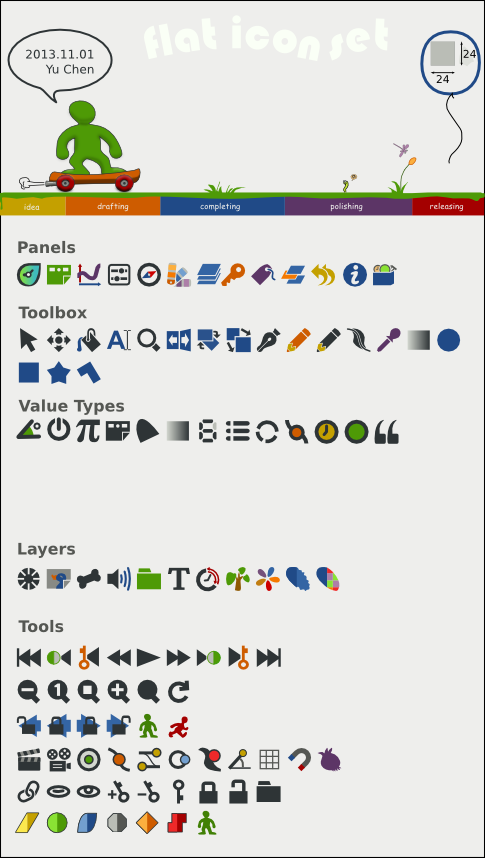 flat icon set
2013.11.01
Yu Chen
24
24
idea drafting completing polishing releasing
Panels
Toolbox
Value Types
Layers
Tools